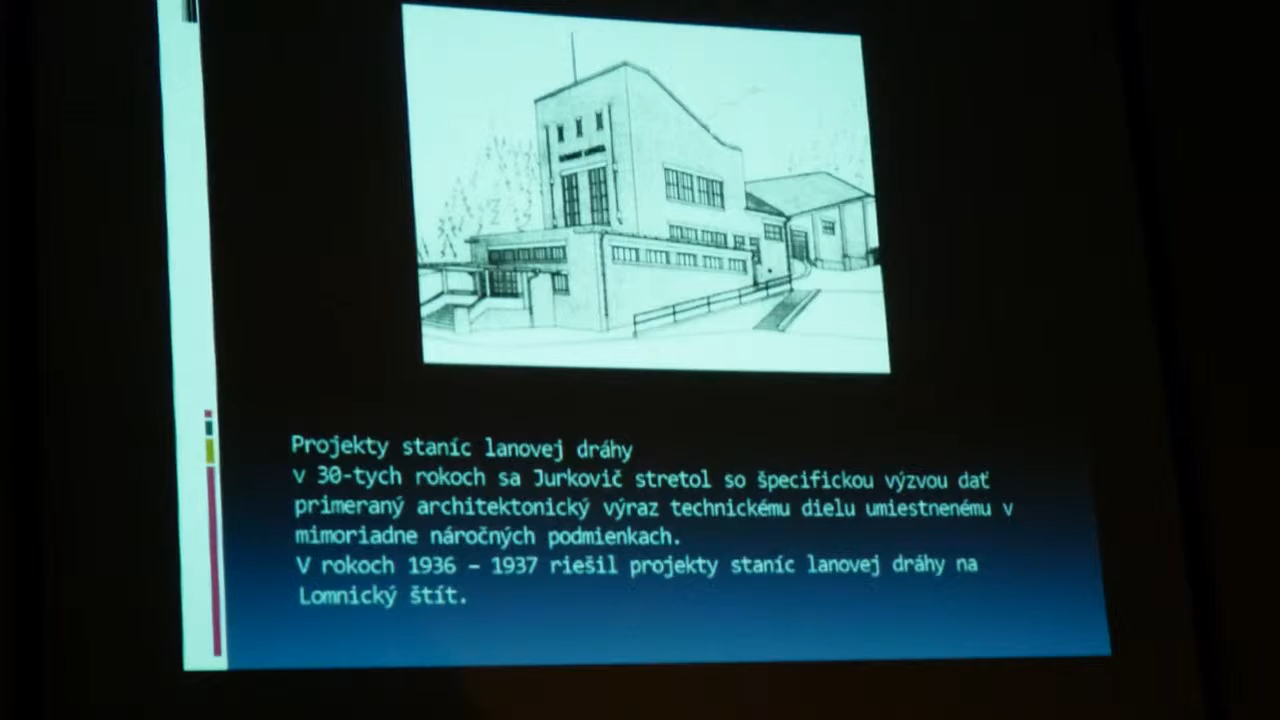 Projekty staníc lanovej dráhy
v 30-tych rokoch sa Jurkovič stretol so špecifickou výzvou dať
primeraný architektonický výraz technickému dielu umiestnenému v
mimoriadne náročných podmienkach.
V rokoch 1936 – 1937 riešil projekty staníc lanovej dráhy na
Lomnický štít.